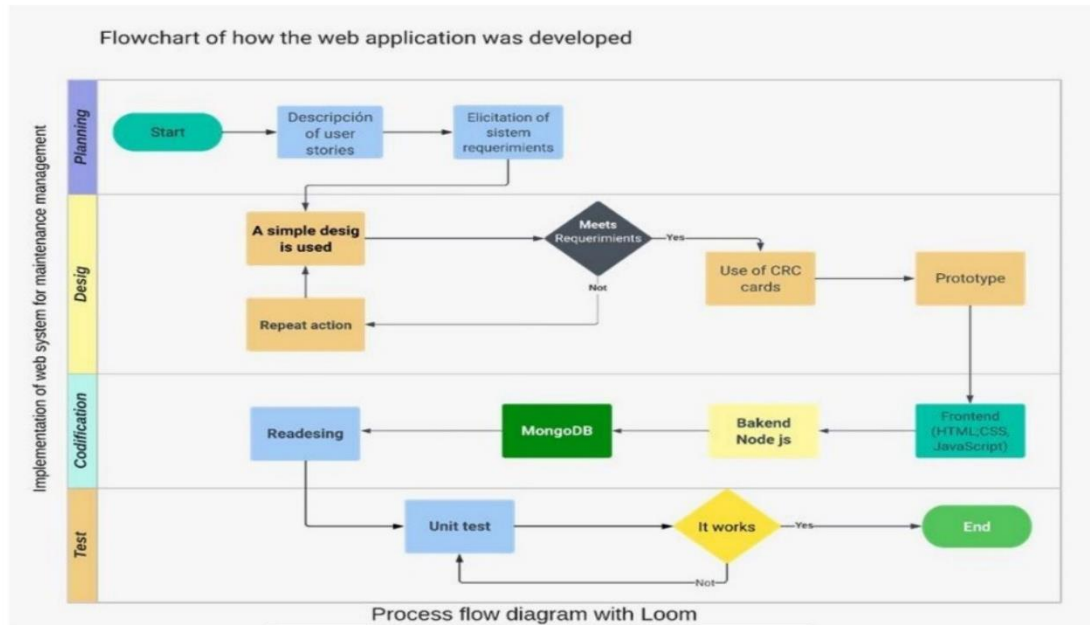 Flowchart of how the web application was developed
Implementation of web system for maintenance management
Planning
Start
Descripción
of user
stories
Elicitation of
sistem
requerimients
Desig
A simple desig
is used
Meets
Requerimients
Yes
Not
Use of CRC
cards
Prototype
Repeat action
Codification
Readesing
MongoDB
Bakend
Node js
Frontend
(HTML;CSS,
JavaScript)
Test
Unit test
It works
Yes
Not
End
Process flow diagram with Loom